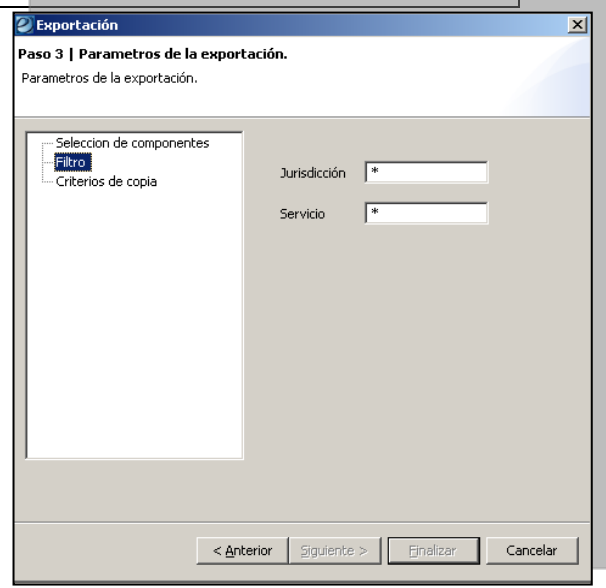 Exportación
Paso 3 | Parametros de la exportación.
Parametros de la exportación.
Seleccion de componentes
Filtro
Criterios de copia
Jurisdicción *
Servicio *
< Anterior Siguiente > Finalizar Cancelar